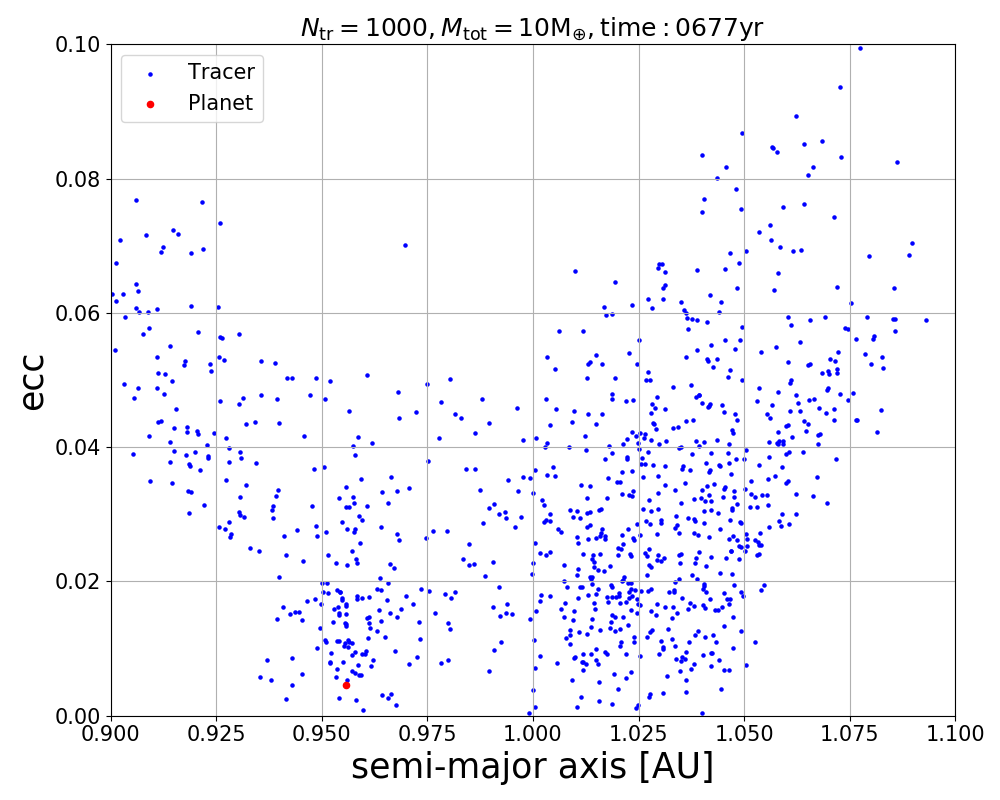 N_tr = 1000, M_tot = 10M_⊕, time : 0677yr
0.10
Tracer
Planet
0.08
0.06
ecc
0.04
0.02
0.00
0.900 0.925 0.950 0.975 1.000 1.025 1.050 1.075 1.100
semi-major axis [AU]